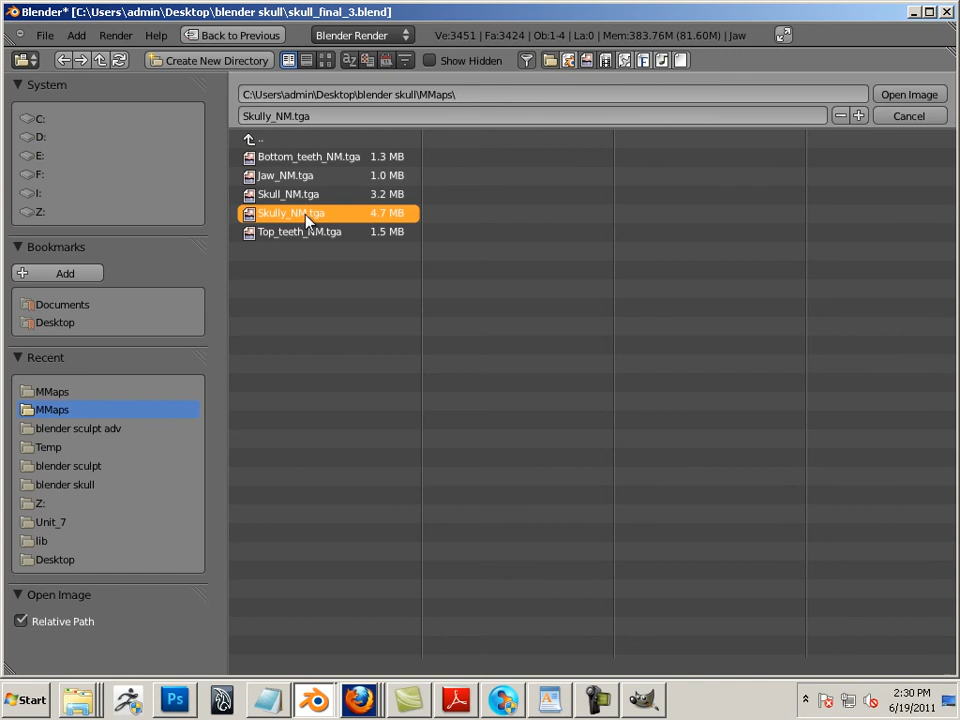 Blender* [C:\Users\admin\Desktop\blender skull\skull_final_3.blend]
File Add Render Help Back to Previous Blender Render Ve:3451 | Fa:3424 | Ob:1-4 | La:0 | Mem:383.76M (81.60M) | Jaw
Create New Directory Show Hidden
System
C:
D:
E:
F:
I:
Z:
Bookmarks
Add
Documents
Desktop
Recent
MMaps
MMaps
blender sculpt adv
Temp
blender sculpt
blender skull
Z:
Unit_7
lib
Desktop
Open Image
Relative Path
C:\Users\admin\Desktop\blender skull\MMaps\ Open Image
Skully_NM.tga Cancel
..
Bottom_teeth_NM.tga 1.3 MB
Jaw_NM.tga 1.0 MB
Skull_NM.tga 3.2 MB
Skully_NM.tga 4.7 MB
Top_teeth_NM.tga 1.5 MB
Start Ps 2:30 PM
6/19/2011